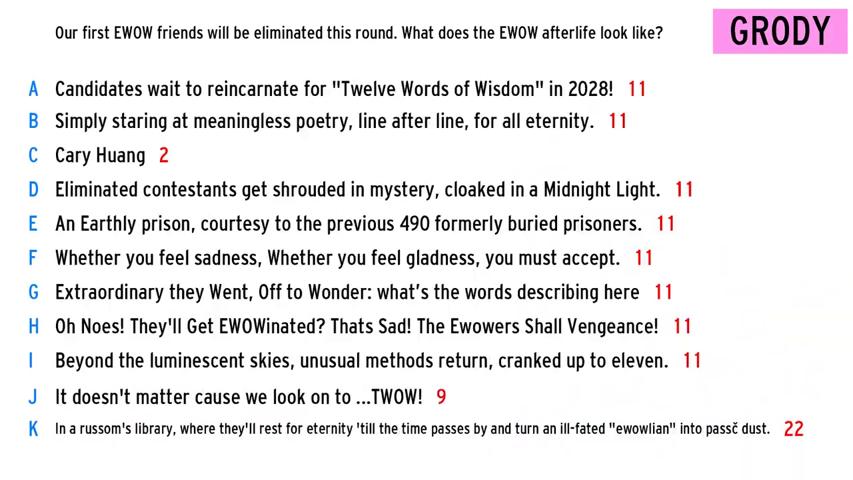 Our first EWOW friends will be eliminated this round. What does the EWOW afterlife look like?
GRODY
A Candidates wait to reincarnate for "Twelve Words of Wisdom" in 2028! 11
B Simply staring at meaningless poetry, line after line, for all eternity. 11
C Cary Huang 2
D Eliminated contestants get shrouded in mystery, cloaked in a Midnight Light. 11
E An Earthly prison, courtesy to the previous 490 formerly buried prisoners. 11
F Whether you feel sadness, Whether you feel gladness, you must accept. 11
G Extraordinary they Went, Off to Wonder: what's the words describing here 11
H Oh Noes! They'll Get EWOWinated? Thats Sad! The Ewowers Shall Vengeance! 11
I Beyond the luminescent skies, unusual methods return, cranked up to eleven. 11
J It doesn't matter cause we look on to ...TWOW! 9
K In a russom's library, where they'll rest for eternity 'till the time passes by and turn an ill-fated "ewowlian" into passč dust. 22